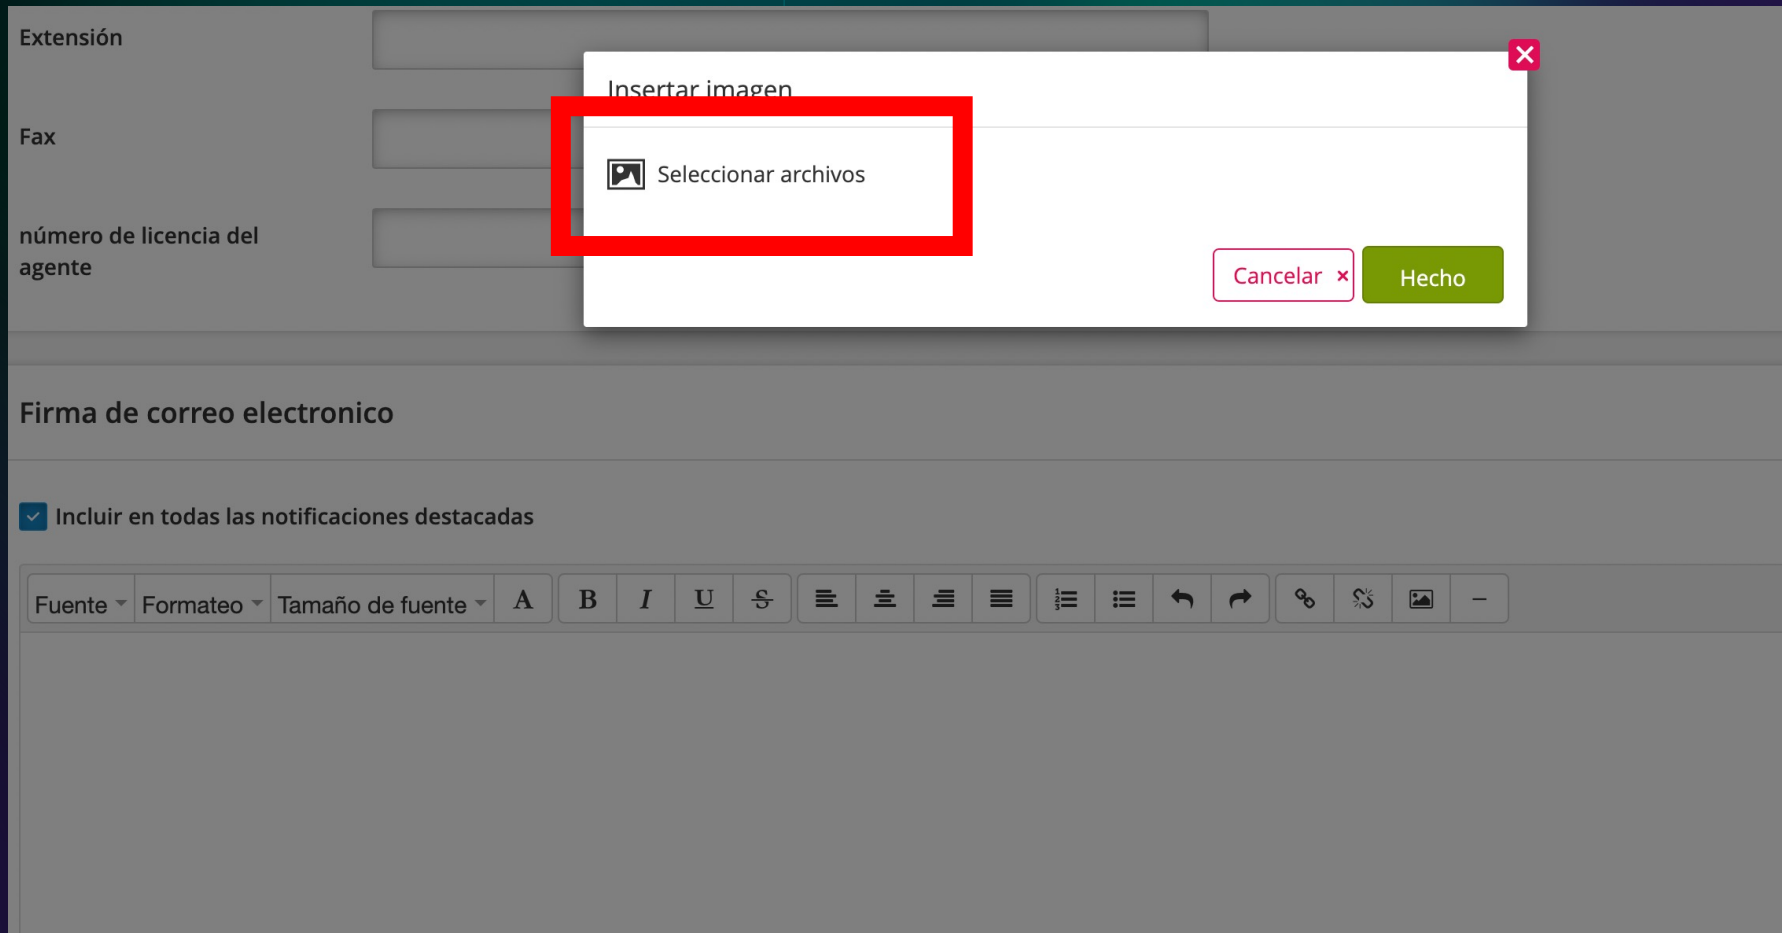 Extensión
Insertar imagen
Fax
Seleccionar archivos
número de licencia del
agente
Cancelar ×
Hecho
Firma de correo electronico
Incluir en todas las notificaciones destacadas
Fuente Formateo Tamaño de fuente A B I U S